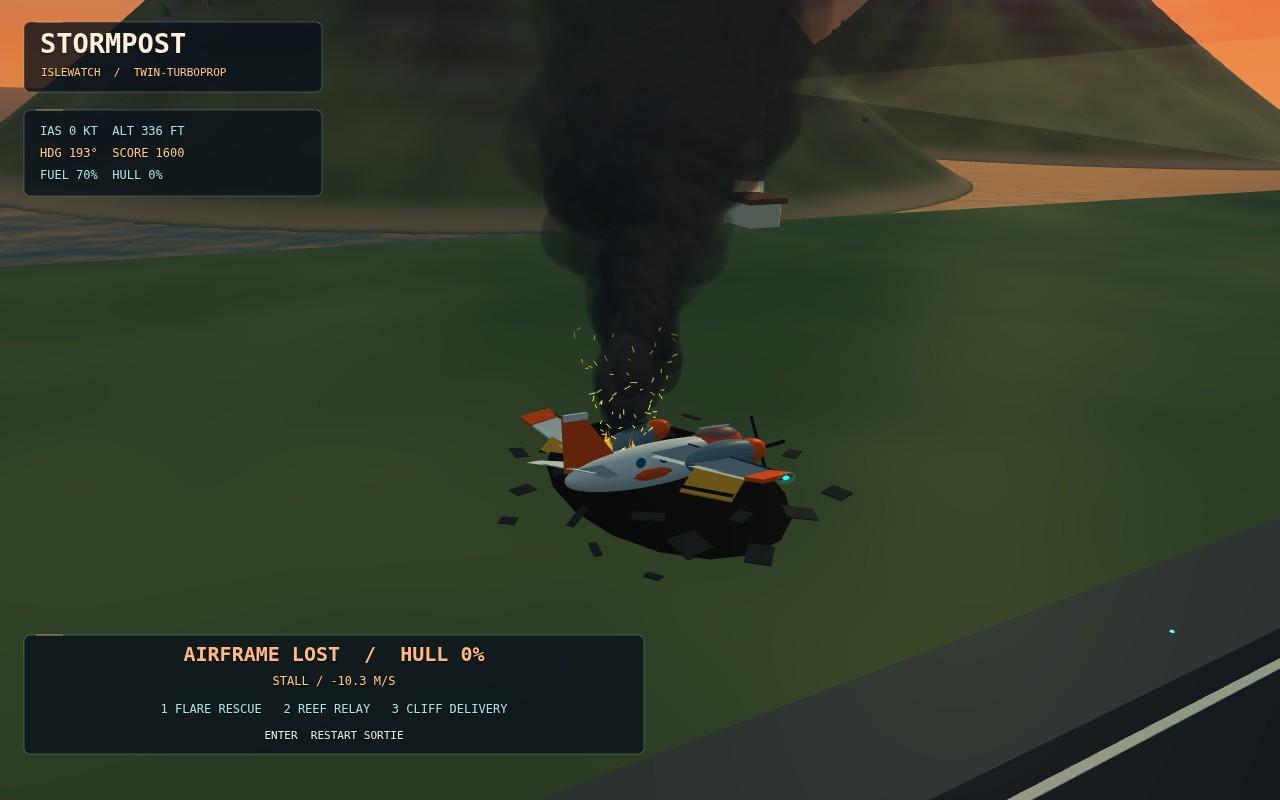 STORMPOST
ISLEWATCH / TWIN-TURBOPROP
IAS 0 KT ALT 336 FT
HDG 193° SCORE 1600
FUEL 70% HULL 0%
AIRFRAME LOST / HULL 0%
STALL / -10.3 M/S
1 FLARE RESCUE 2 REEF RELAY 3 CLIFF DELIVERY
ENTER RESTART SORTIE